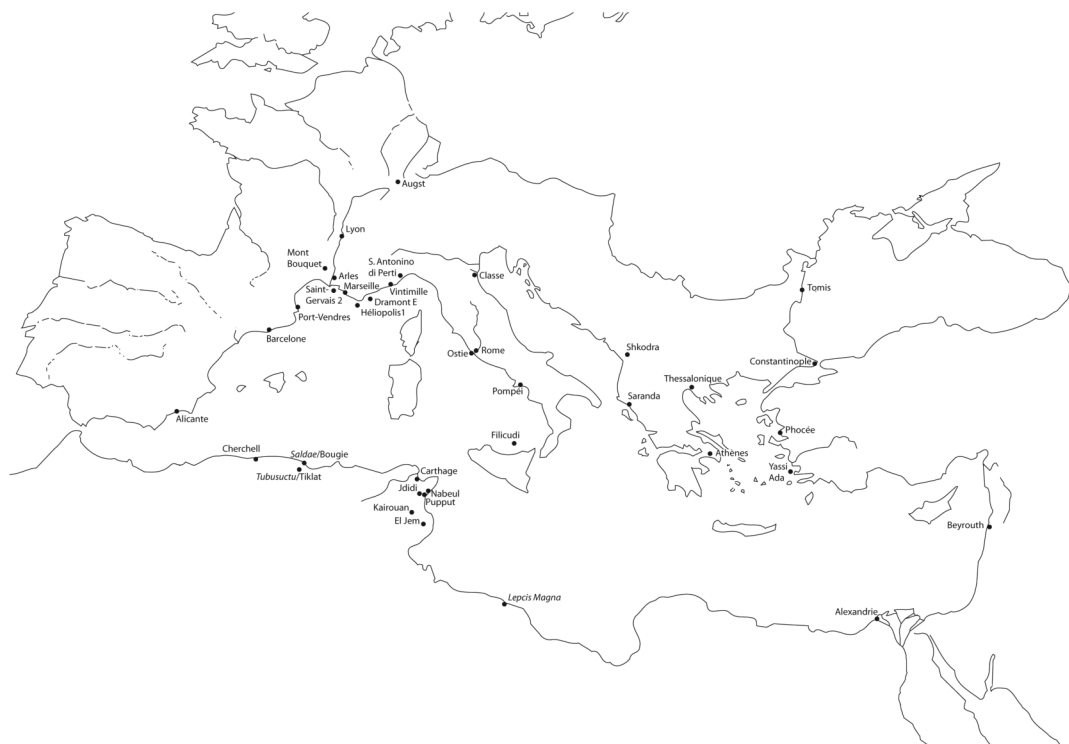 Augst
Lyon
Mont
Bouquet
S. Antonino
di Perti
Classe
Arles
Marseille
Saint-
Gervais 2
Vintimille
Dramont E
Héliopolis1
Port-Vendres
Tomis
Barcelone
Ostie
Rome
Shkodra
Constantinople
Thessalonique
Pompéi
Saranda
Alicante
Phocée
Filicudi
Cherchell
Saldae/Bougie
Athènes
Tubusuctu/Tiklat
Carthage
Yassi
Ada
Jdidi
Nabeul
Pupput
Kairouan
El Jem
Beyrouth
Lepcis Magna
Alexandrie